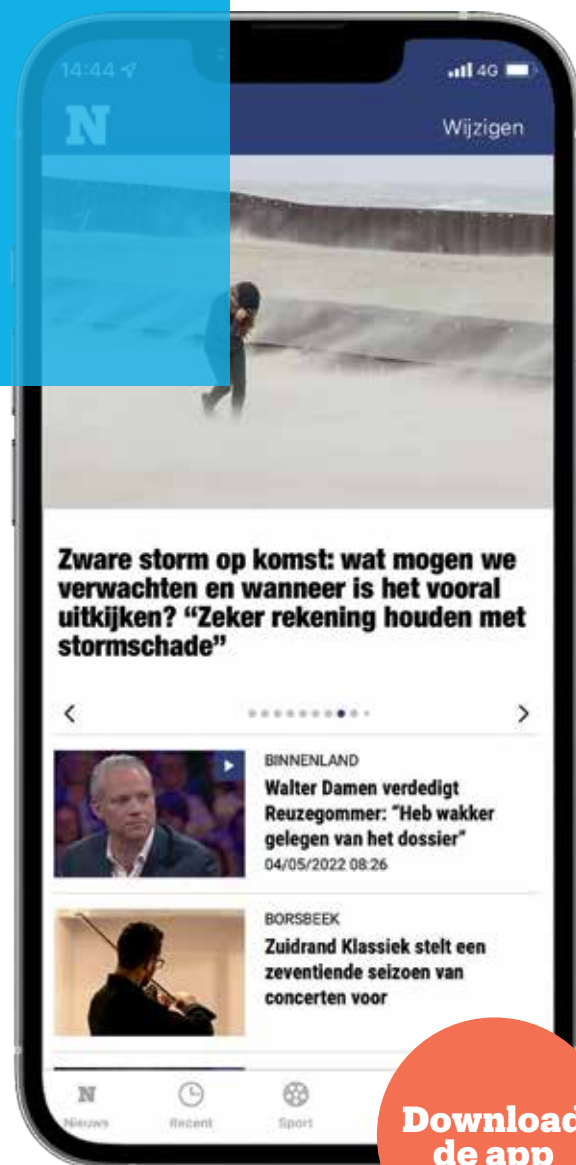 14:44
4G
N
Wijzigen
Zware storm op komst: wat mogen we
verwachten en wanneer is het vooral
uitkijken? “Zeker rekening houden met
stormschade”
BINNENLAND
Walter Damen verdedigt
Reuzegommer: “Heb wakker
gelegen van het dossier”
04/05/2022 08:26
BORSBEEK
Zuidrand Klassiek stelt een
zeventiende seizoen van
concerten voor
N
Nieuws
Recent
Sport
Download
de app